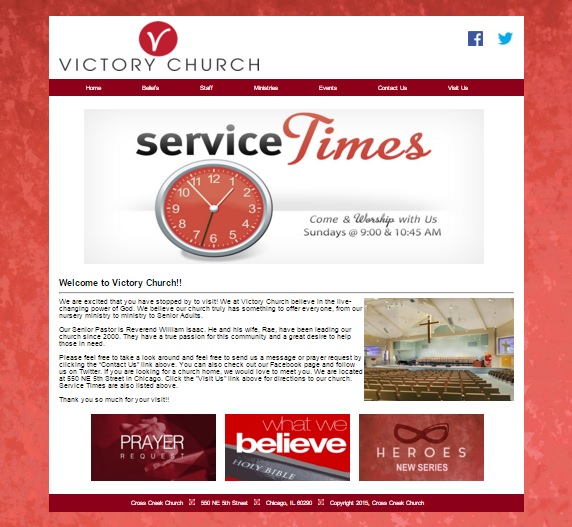 V
VICTORY CHURCH
Home Beliefs Staff Ministries Events Contact Us Visit Us
service Times
12 1 2 3 4 5 6 7 8 9 10 11
Come & Worship with Us
Sundays @ 9:00 & 10:45 AM
Welcome to Victory Church!!
We are excited that you have stopped by to visit! We at Victory Church believe in the live-
changing power of God. We believe our church truly has something to offer everyone, from our
nursery ministry to ministry to Senior Adults.
Our Senior Pastor is Reverend William Isaac. He and his wife, Rae, have been leading our
church since 2000. They have a true passion for this community and a great desire to help
those in need.
Please feel free to take a look around and feel free to send us a message or prayer request by
clicking the "Contact Us" link above. You can also check out our Facebook page and follow
us on Twitter. If you are looking for a church home, we would love to meet you. We are located
at 550 NE 5th Street in Chicago. Click the "Visit Us" link above for directions to our church.
Service Times are also listed above.
Thank you so much for your visit!!
PRAYER
REQUEST
what we
believe
HOLY BIBLE
HEROES
NEW SERIES
Cross Creek Church 550 NE 5th Street Chicago, IL 60290 Copyright 2015, Cross Creek Church